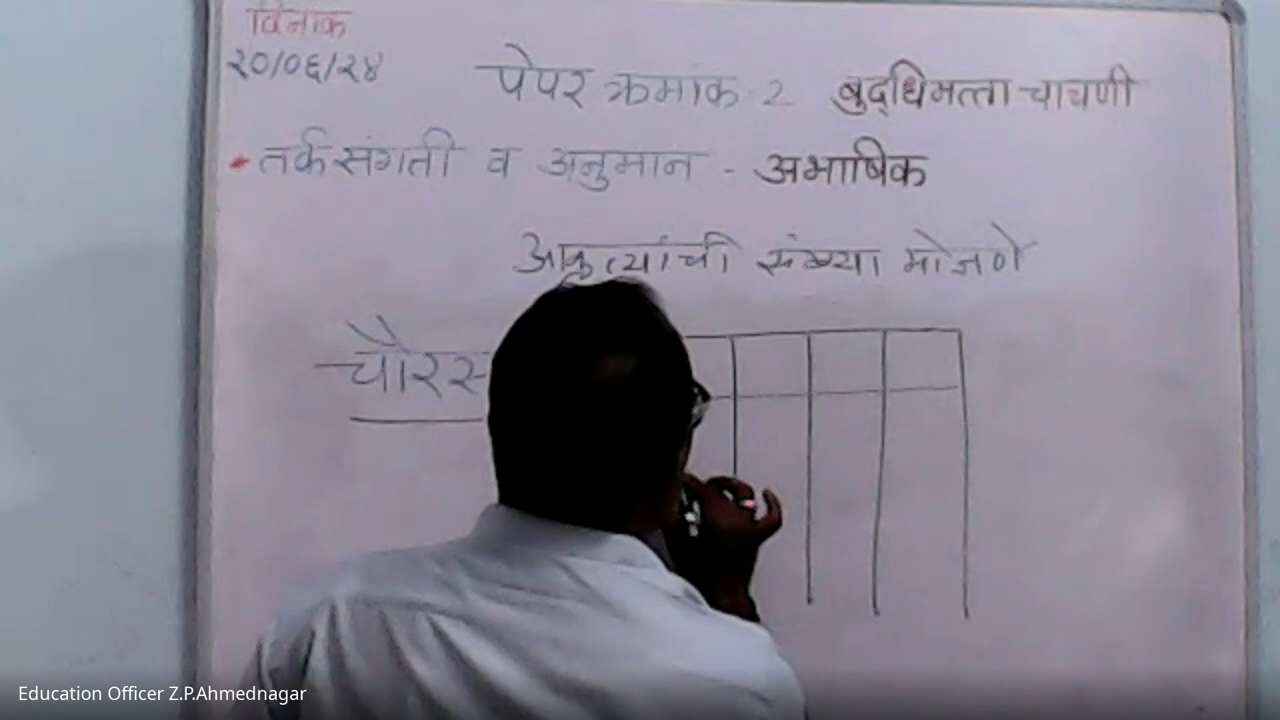 दिनांक
२०/०६/२४
पेपर क्रमांक-2 बुद्धिमत्ता चाचणी
• तर्कसंगती व अनुमान - अभाषिक
आकृत्यांची संख्या मोजणे
चौरस
Education Officer Z.P.Ahmednagar